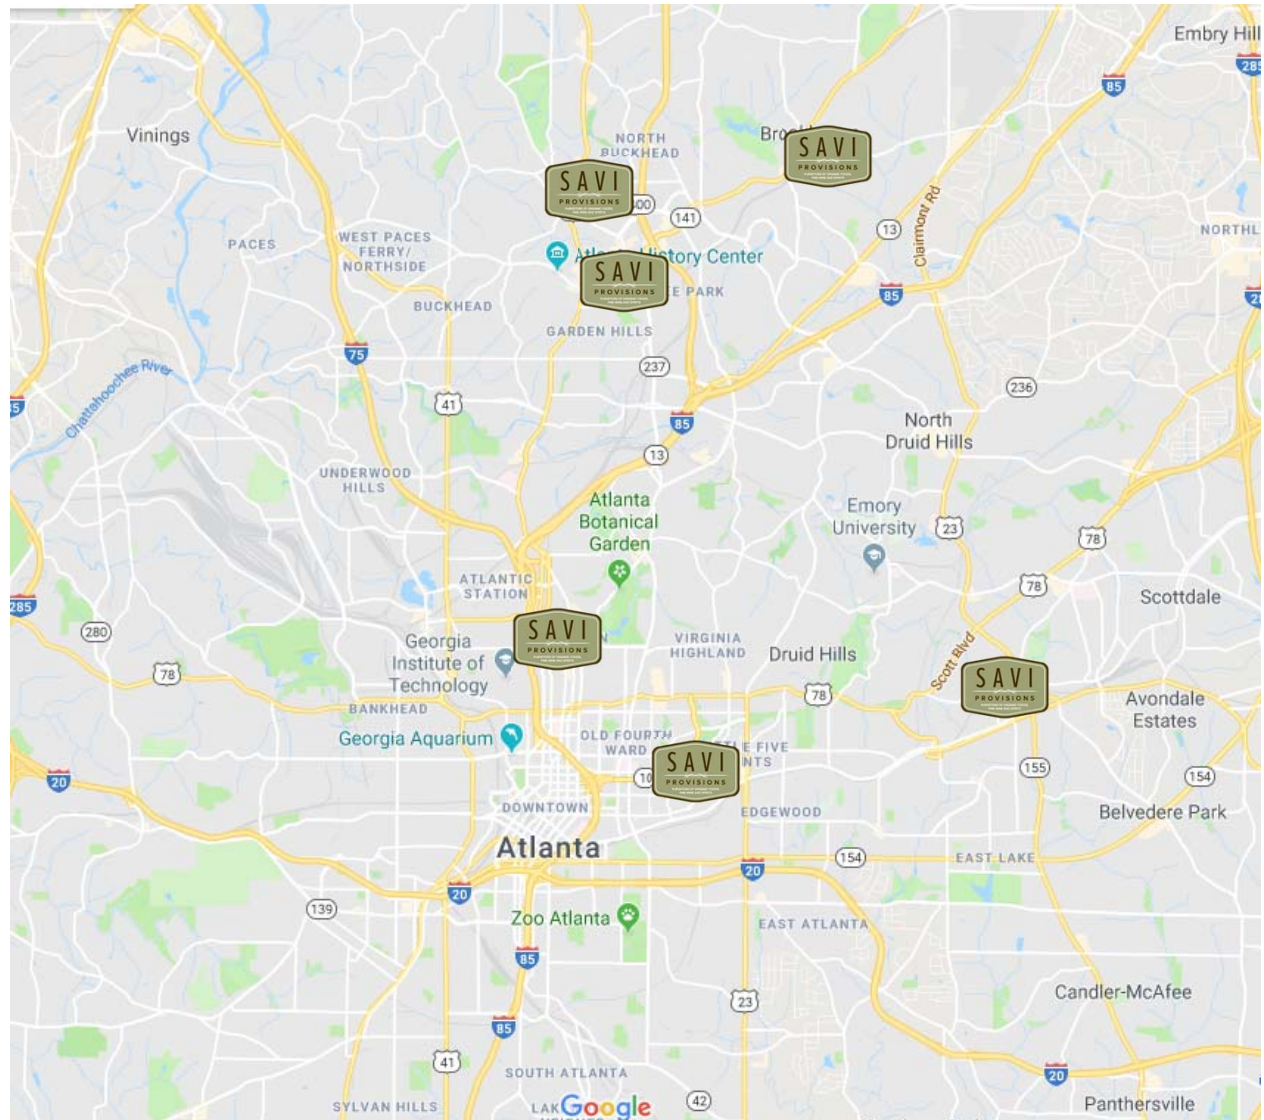 Embry Hill
285
85
Vinings
NORTH
BUCKHEAD
Bro
SAVI
PROVISIONS
SAVI
PROVISIONS
141
13
Clairmont Rd
PACES
WEST PACES
FERRY/
NORTHSIDE
NORTHL
Atl
story Center
SAVI
PROVISIONS
E PARK
85
BUCKHEAD
GARDEN HILLS
75
237
Chattahoochee River
236
41
85
North
Druid Hills
13
UNDERWOOD
HILLS
Atlanta
Botanical
Garden
Emory
University
23
78
ATLANTIC
STATION
78
Scottdale
285
280
SAVI
PROVISIONS
N
Georgia
Institute of
Technology
VIRGINIA
HIGHLAND
Druid Hills
Scott Blvd
78
SAVI
PROVISIONS
78
Avondale
Estates
BANKHEAD
Georgia Aquarium
OLD FOURTH
WARD
TLE FIVE
NTS
SAVI
PROVISIONS
10
155
154
20
DOWNTOWN
EDGEWOOD
Belvedere Park
Atlanta
154
EAST LAKE
20
20
139
Zoo Atlanta
EAST ATLANTA
85
Candler-McAfee
23
85
41
SOUTH ATLANTA
20
SYLVAN HILLS
LAK
Google
42
Panthersville